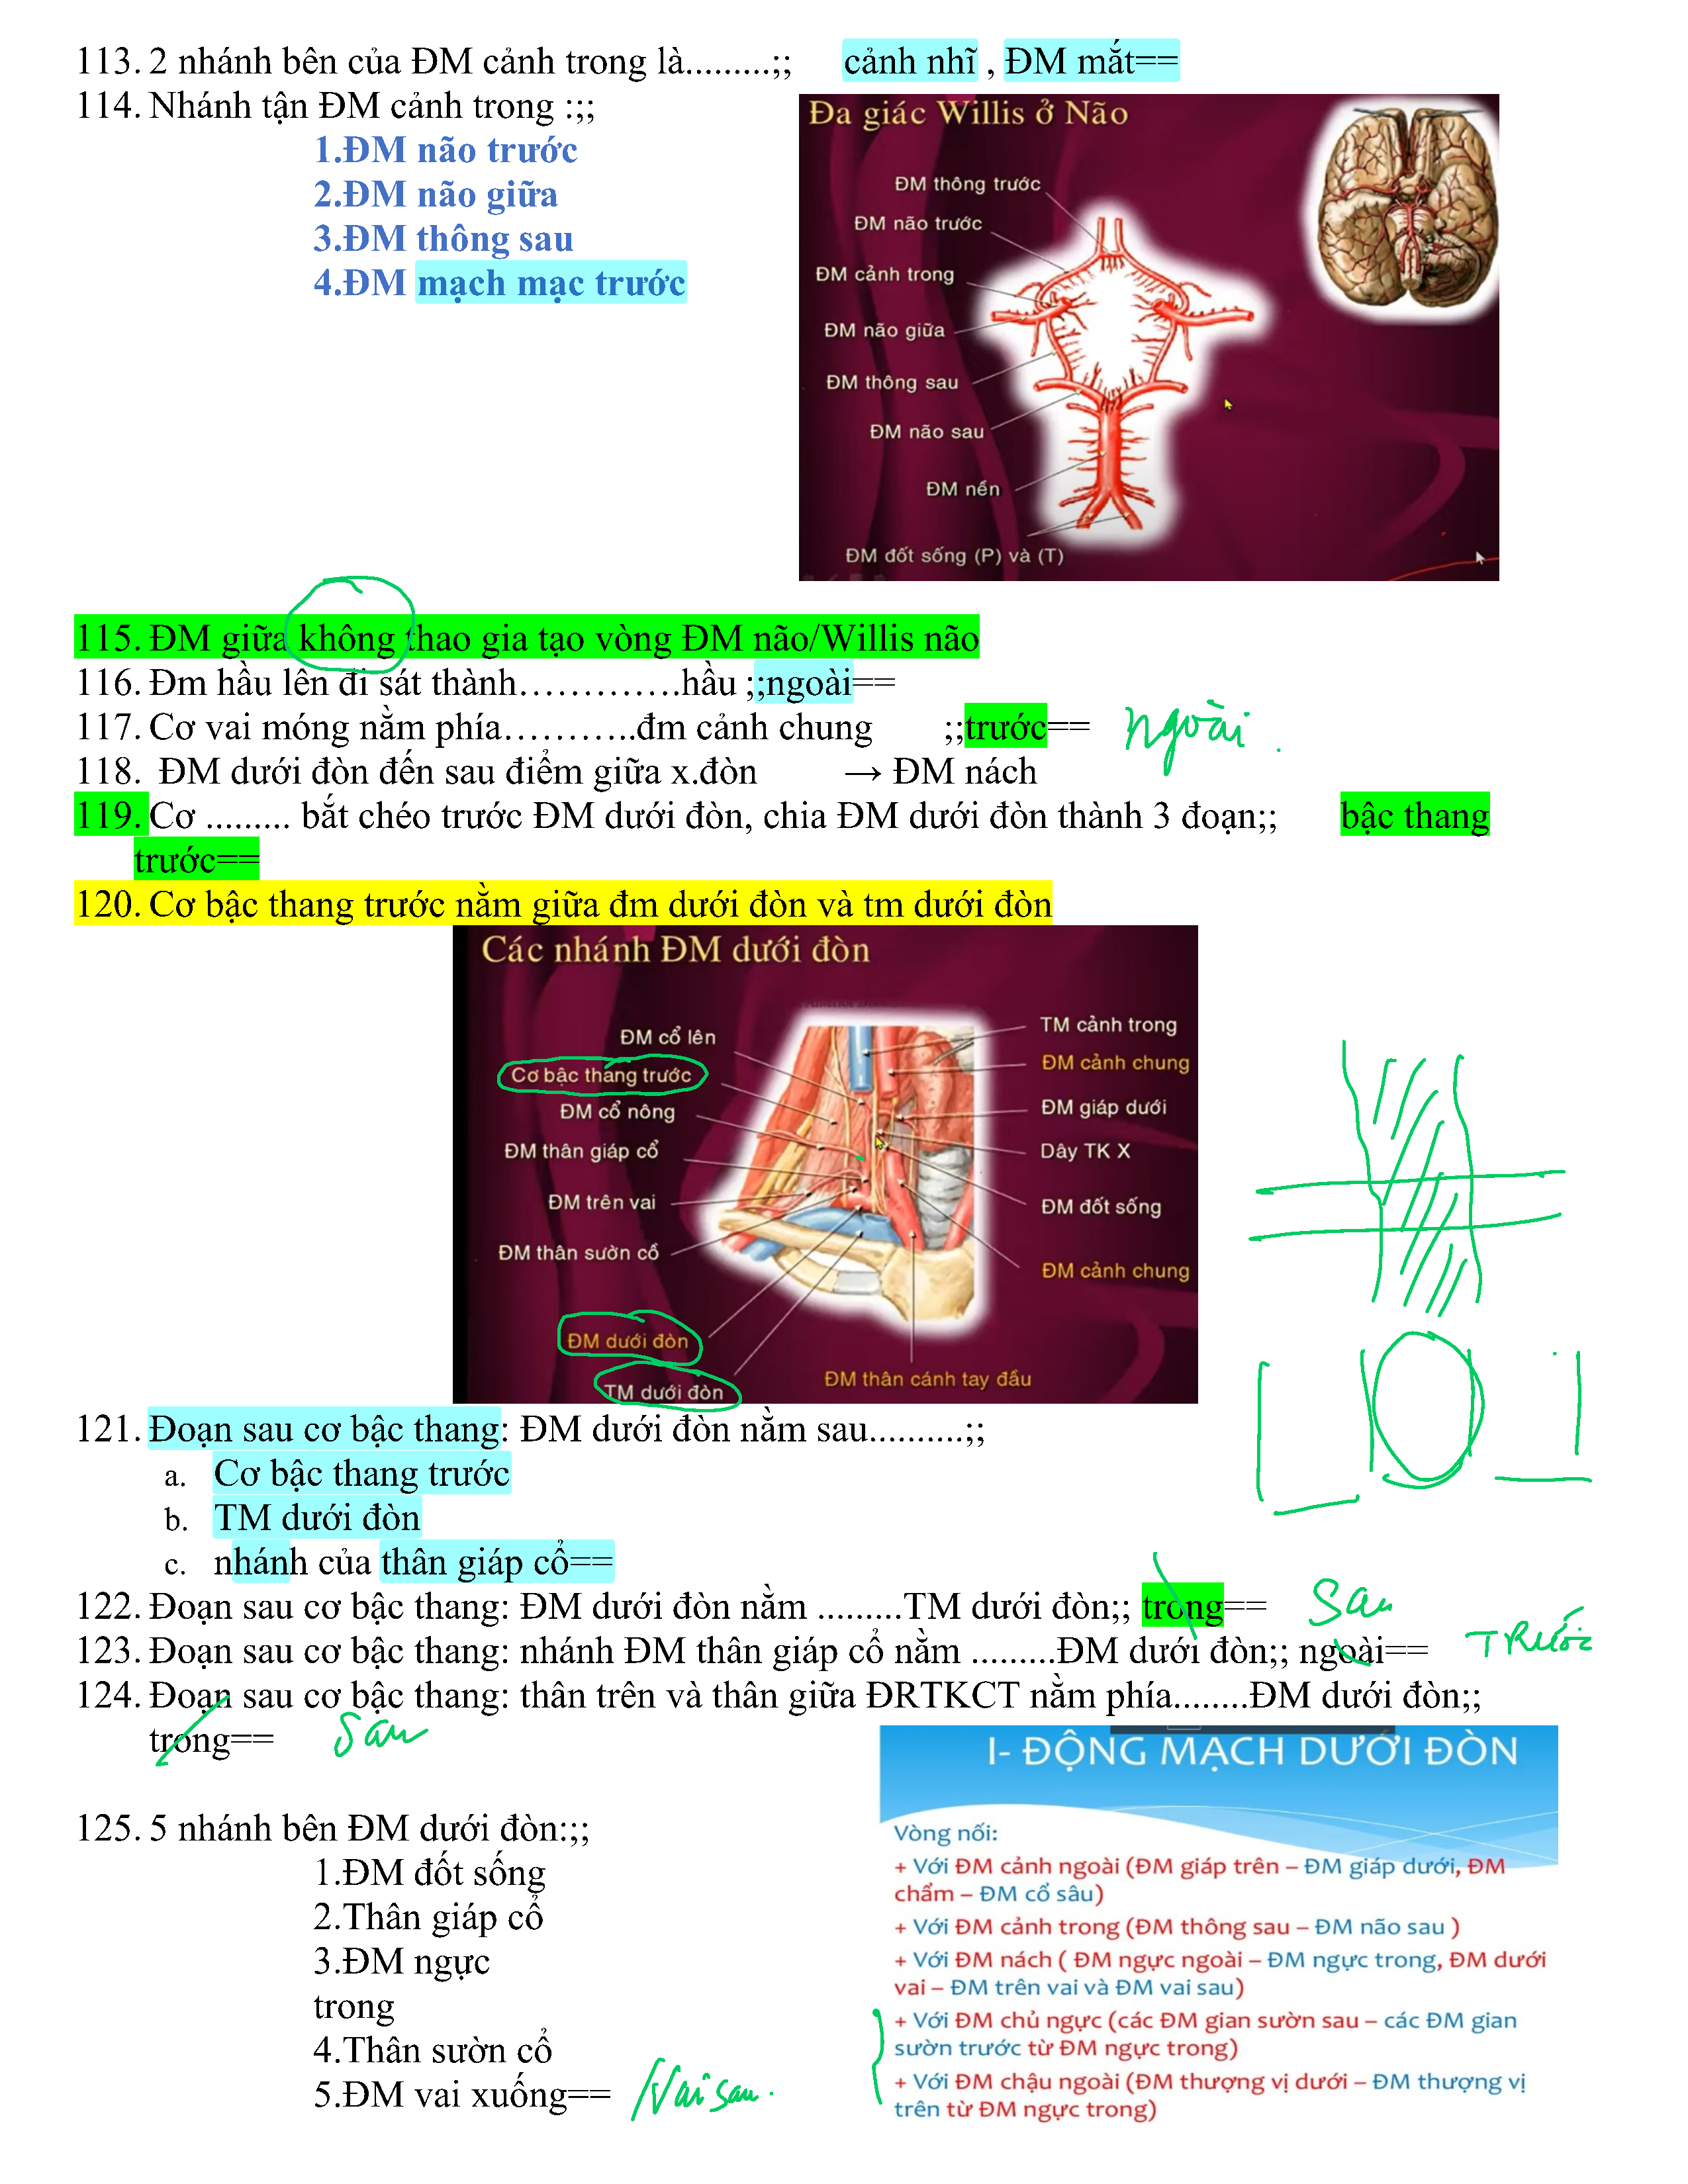 113. 2 nhánh bên của ĐM cảnh trong là.........;; cảnh nhĩ , ĐM mắt==
114. Nhánh tận ĐM cảnh trong :;;
1.ĐM não trước
2.ĐM não giữa
3.ĐM thông sau
4.ĐM mạch mạc trước
Đa giác Willis ở Não
ĐM thông trước
ĐM não trước
ĐM cảnh trong
ĐM não giữa
ĐM thông sau
ĐM não sau
ĐM nền
ĐM đốt sống (P) và (T)
115. ĐM giữa không thao gia tạo vòng ĐM não/Willis não
116. Đm hầu lên đi sát thành………….hầu ;;ngoài==
117. Cơ vai móng nằm phía………..đm cảnh chung ;;trước== ngoài.
118. ĐM dưới đòn đến sau điểm giữa x.đòn → ĐM nách
119. Cơ ......... bắt chéo trước ĐM dưới đòn, chia ĐM dưới đòn thành 3 đoạn;; bậc thang
trước==
120. Cơ bậc thang trước nằm giữa đm dưới đòn và tm dưới đòn
Các nhánh ĐM dưới đòn
ĐM cổ lên
Cơ bậc thang trước
ĐM cổ nông
ĐM thân giáp cổ
ĐM trên vai
ĐM thân sườn cổ
ĐM dưới đòn
TM dưới đòn
TM cảnh trong
ĐM cảnh chung
ĐM giáp dưới
Dây TK X
ĐM đốt sống
ĐM cảnh chung
ĐM thân cánh tay đầu
121. Đoạn sau cơ bậc thang: ĐM dưới đòn nằm sau..........;;
a. Cơ bậc thang trước
b. TM dưới đòn
c. nhánh của thân giáp cổ==
122. Đoạn sau cơ bậc thang: ĐM dưới đòn nằm .........TM dưới đòn;; trong== Sau
123. Đoạn sau cơ bậc thang: nhánh ĐM thân giáp cổ nằm .........ĐM dưới đòn;; ngoài== TRƯỚC
124. Đoạn sau cơ bậc thang: thân trên và thân giữa ĐRTKCT nằm phía........ĐM dưới đòn;;
trong== Sau
125. 5 nhánh bên ĐM dưới đòn:;;
1.ĐM đốt sống
2.Thân giáp cổ
3.ĐM ngực
trong
4.Thân sườn cổ
5.ĐM vai xuống== Vai sau.
I- ĐỘNG MẠCH DƯỚI ĐÒN
Vòng nối:
+ Với ĐM cảnh ngoài (ĐM giáp trên – ĐM giáp dưới, ĐM
chẩm – ĐM cổ sâu)
+ Với ĐM cảnh trong (ĐM thông sau – ĐM não sau )
+ Với ĐM nách ( ĐM ngực ngoài – ĐM ngực trong, ĐM dưới
vai – ĐM trên vai và ĐM vai sau)
+ Với ĐM chủ ngực (các ĐM gian sườn sau – các ĐM gian
sườn trước từ ĐM ngực trong)
+ Với ĐM chậu ngoài (ĐM thượng vị dưới – ĐM thượng vị
trên từ ĐM ngực trong)